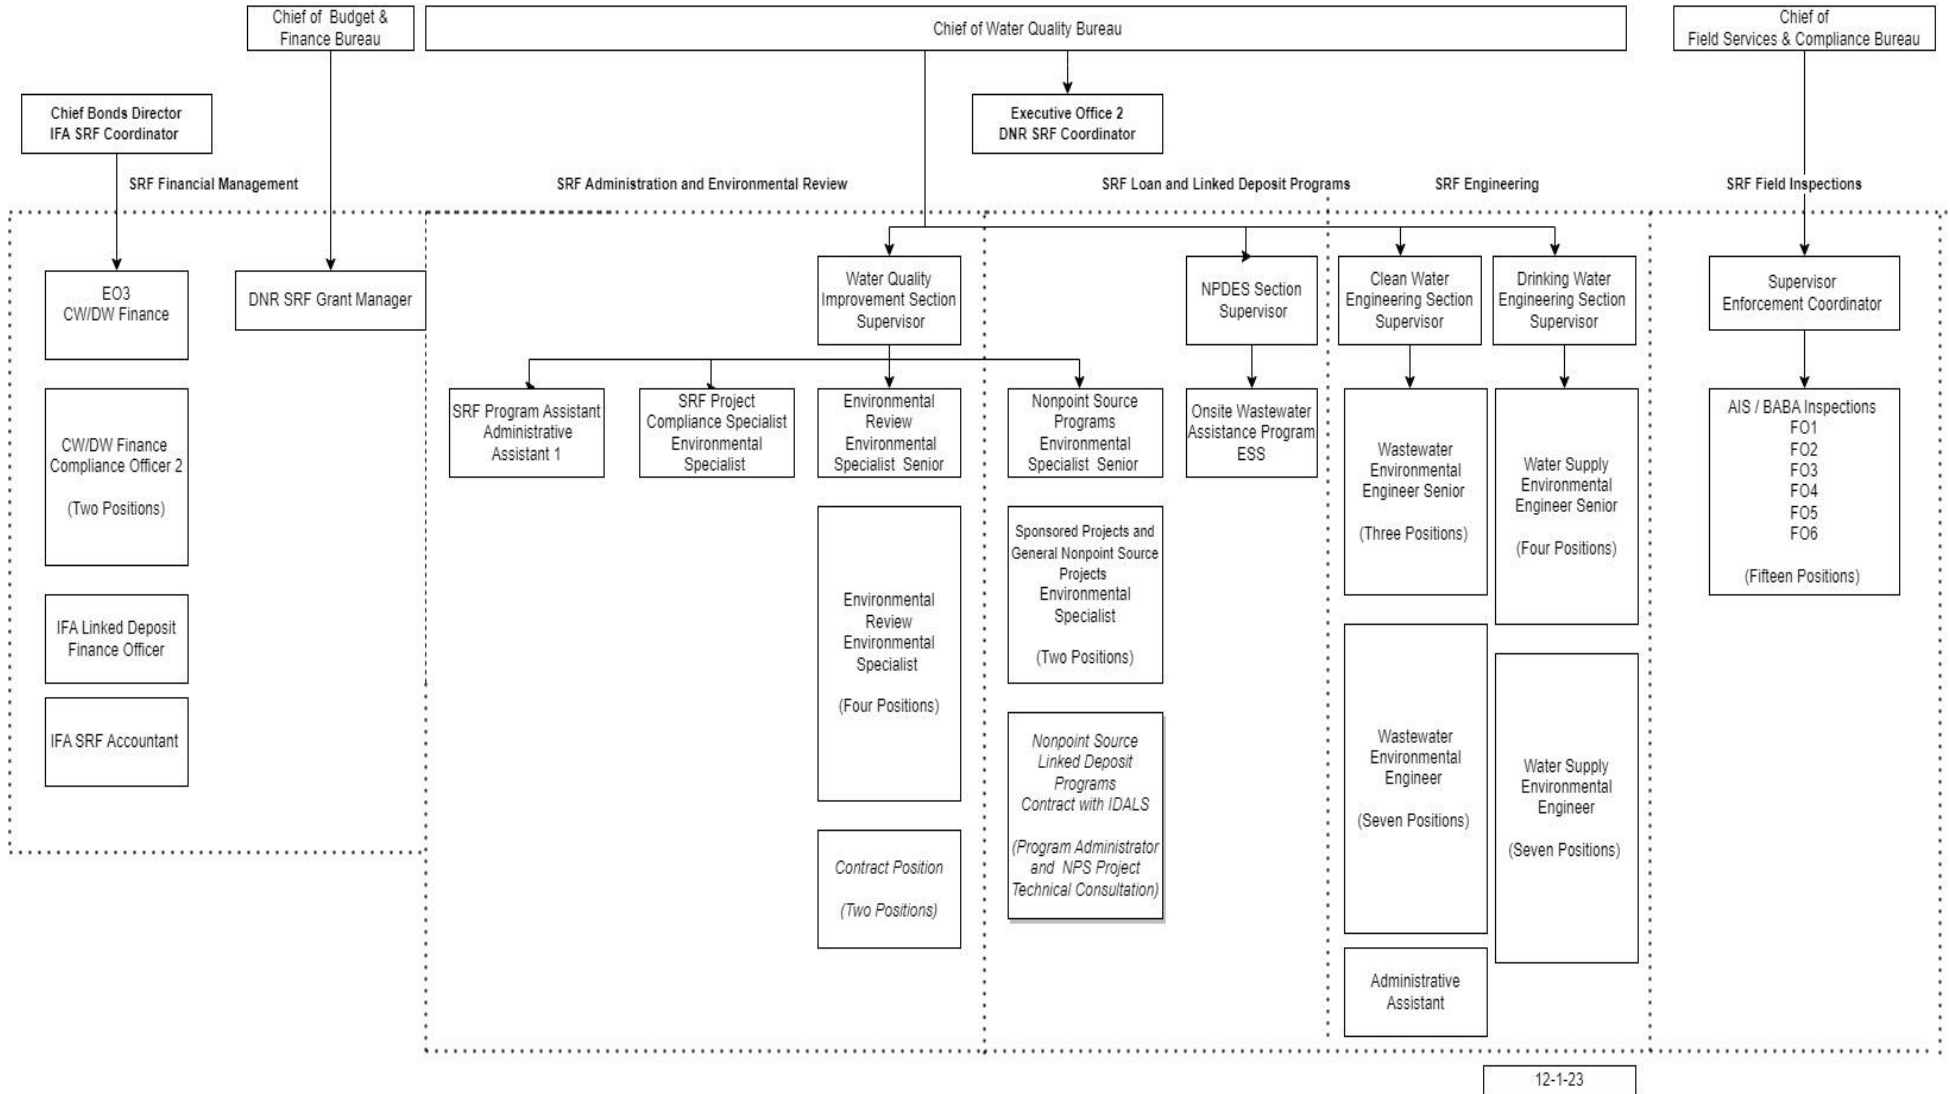 Chief of Budget &
Finance Bureau
Chief of Water Quality Bureau
Chief of
Field Services & Compliance Bureau
Chief Bonds Director
IFA SRF Coordinator
Executive Office 2
DNR SRF Coordinator
SRF Financial Management
SRF Administration and Environmental Review
SRF Loan and Linked Deposit Programs
SRF Engineering
SRF Field Inspections
EO3
CW/DW Finance
DNR SRF Grant Manager
Water Quality
Improvement Section
Supervisor
NPDES Section
Supervisor
Clean Water
Engineering Section
Supervisor
Drinking Water
Engineering Section
Supervisor
Supervisor
Enforcement Coordinator
CW/DW Finance
Compliance Officer 2
(Two Positions)
SRF Program Assistant
Administrative
Assistant 1
SRF Project
Compliance Specialist
Environmental
Specialist
Environmental
Review
Environmental
Specialist Senior
Nonpoint Source
Programs
Environmental
Specialist Senior
Onsite Wastewater
Assistance Program
ESS
Wastewater
Environmental
Engineer Senior
(Three Positions)
Water Supply
Environmental
Engineer Senior
(Four Positions)
AIS / BABA Inspections
FO1
FO2
FO3
FO4
FO5
FO6
(Fifteen Positions)
IFA Linked Deposit
Finance Officer
IFA SRF Accountant
Environmental
Review
Environmental
Specialist
(Four Positions)
Sponsored Projects and
General Nonpoint Source
Projects
Environmental
Specialist
(Two Positions)
Nonpoint Source
Linked Deposit
Programs
Contract with IDALS
(Program Administrator
and NPS Project
Technical Consultation)
Wastewater
Environmental
Engineer
(Seven Positions)
Water Supply
Environmental
Engineer
(Seven Positions)
Contract Position
(Two Positions)
Administrative
Assistant
12-1-23